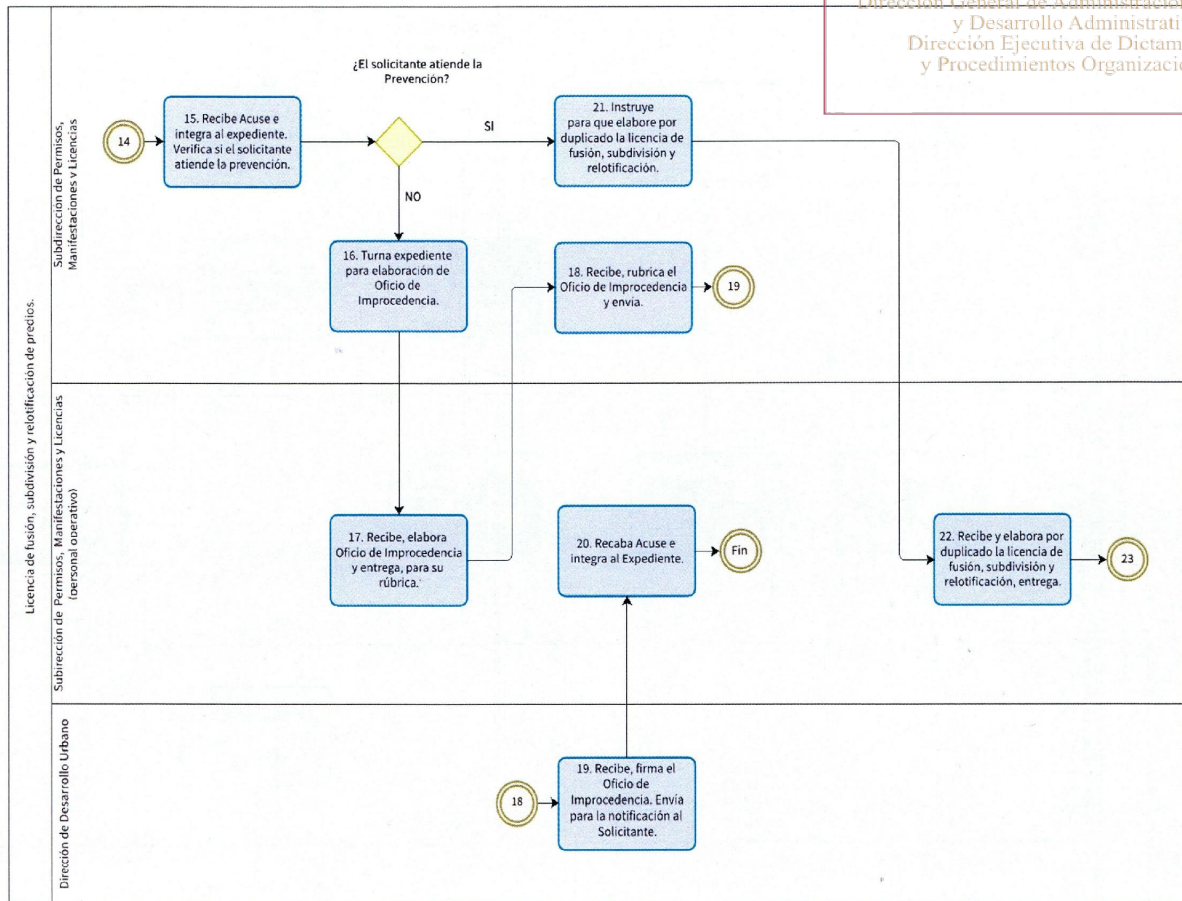 Dirección General de Administración
y Desarrollo Administrati
Dirección Ejecutiva de Dictam
y Procedimientos Organizacio
Licencia de fusión, subdivisión y relotificación de predios.
Subdirección de Permisos,
Manifestaciones y Licencias
14
15. Recibe Acuse e
integra al expediente.
Verifica si el solicitante
atiende la prevención.
¿El solicitante atiende la
Prevención?
SI
NO
21. Instruye
para que elabore por
duplicado la licencia de
fusión, subdivisión y
relotificación.
16. Turna expediente
para elaboración de
Oficio de
Improcedencia.
18. Recibe, rubrica el
Oficio de Improcedencia
y envía.
19
Subirección de Permisos, Manifestaciones y Licencias
(personal operativo)
17. Recibe, elabora
Oficio de Improcedencia
y entrega, para su
rúbrica.
20. Recaba Acuse e
integra al Expediente.
Fin
22. Recibe y elabora por
duplicado la licencia de
fusión, subdivisión y
relotificación, entrega.
23
Dirección de Desarrollo Urbano
18
19. Recibe, firma el
Oficio de
Improcedencia. Envía
para la notificación al
Solicitante.